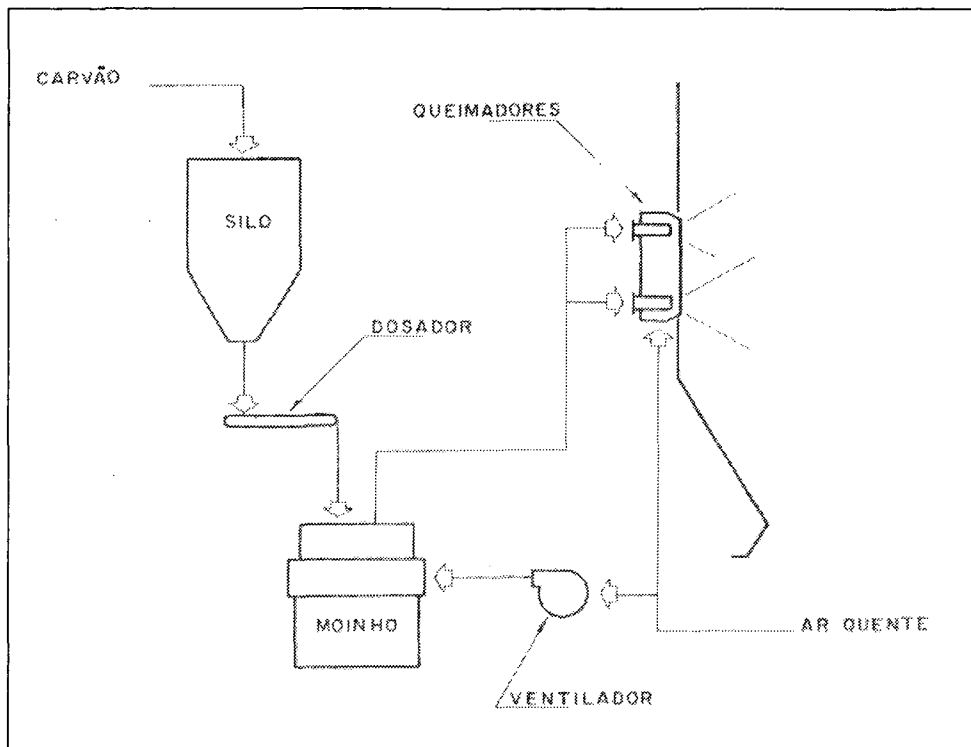 CARVÃO
QUEIMADORES
SILO
DOSADOR
MOINHO
AR QUENTE
VENTILADOR